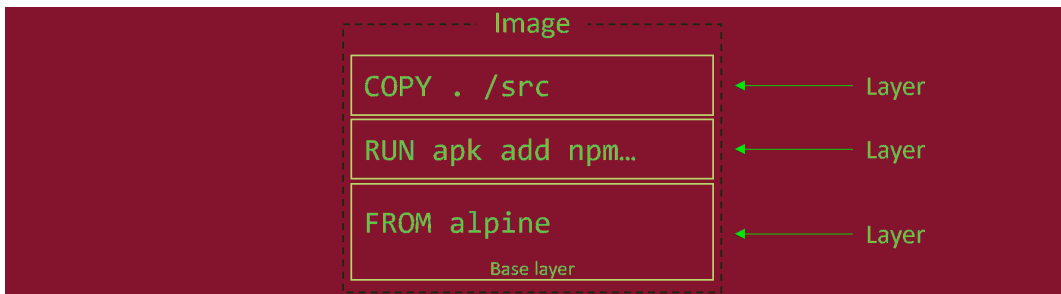 Image
COPY . /src
Layer
RUN apk add npm…
Layer
FROM alpine
Layer
Base layer